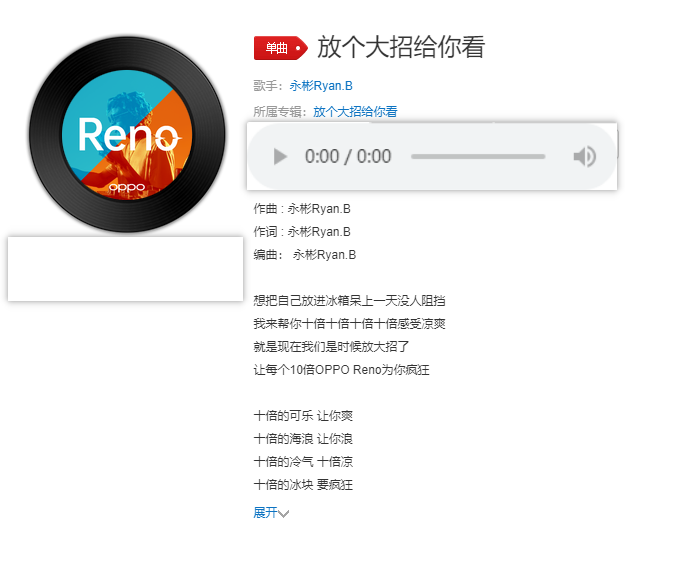 Reno
oppo
单曲
放个大招给你看
歌手：永彬Ryan.B
所属专辑：放个大招给你看
0:00 / 0:00
作曲 : 永彬Ryan.B
作词 : 永彬Ryan.B
编曲： 永彬Ryan.B
想把自己放进冰箱呆上一天没人阻挡
我来帮你十倍十倍十倍十倍感受凉爽
就是现在我们是时候放大招了
让每个10倍OPPO Reno为你疯狂
十倍的可乐 让你爽
十倍的海浪 让你浪
十倍的冷气 十倍凉
十倍的冰块 要疯狂
展开